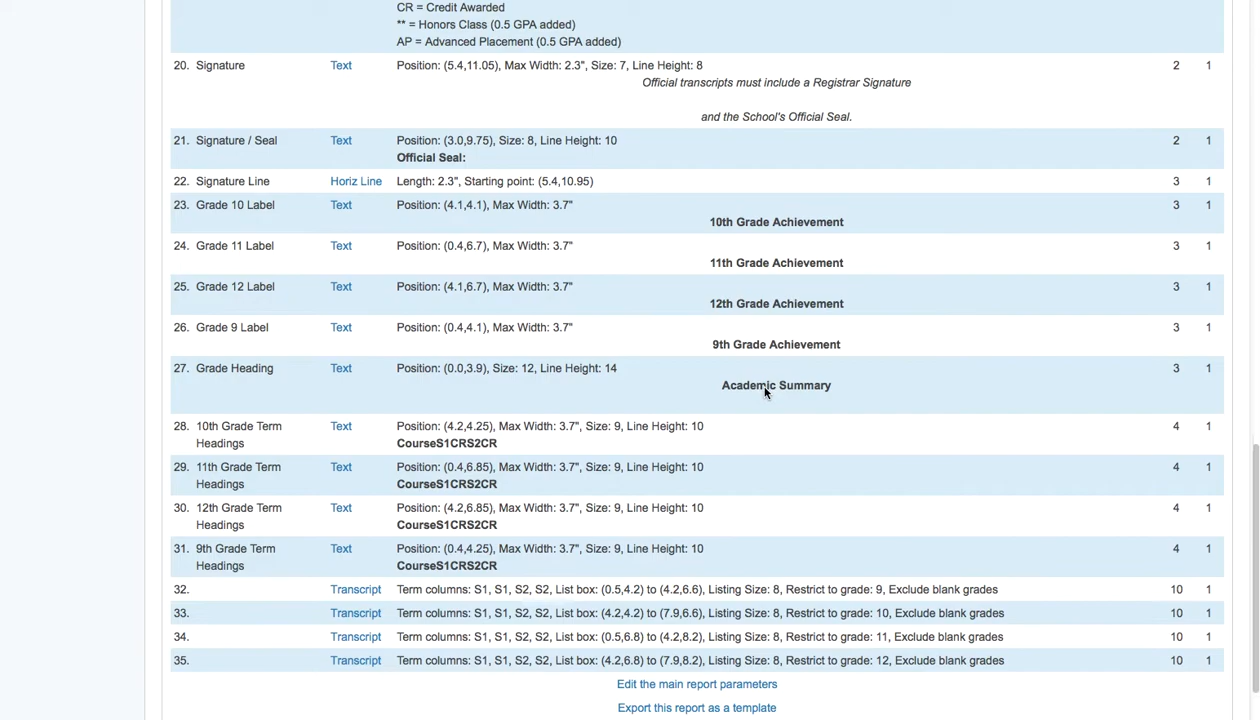 CR = Credit Awarded
** = Honors Class (0.5 GPA added)
AP = Advanced Placement (0.5 GPA added)
20. Signature Text Position: (5.4,11.05), Max Width: 2.3", Size: 7, Line Height: 8 2 1
Official transcripts must include a Registrar Signature
and the School's Official Seal.
21. Signature / Seal Text Position: (3.0,9.75), Size: 8, Line Height: 10 2 1
Official Seal:
22. Signature Line Horiz Line Length: 2.3", Starting point: (5.4,10.95) 3 1
23. Grade 10 Label Text Position: (4.1,4.1), Max Width: 3.7" 3 1
10th Grade Achievement
24. Grade 11 Label Text Position: (0.4,6.7), Max Width: 3.7" 3 1
11th Grade Achievement
25. Grade 12 Label Text Position: (4.1,6.7), Max Width: 3.7" 3 1
12th Grade Achievement
26. Grade 9 Label Text Position: (0.4,4.1), Max Width: 3.7" 3 1
9th Grade Achievement
27. Grade Heading Text Position: (0.0,3.9), Size: 12, Line Height: 14 3 1
Academic Summary
28. 10th Grade Term Text Position: (4.2,4.25), Max Width: 3.7", Size: 9, Line Height: 10 4 1
Headings CourseS1CRS2CR
29. 11th Grade Term Text Position: (0.4,6.85), Max Width: 3.7", Size: 9, Line Height: 10 4 1
Headings CourseS1CRS2CR
30. 12th Grade Term Text Position: (4.2,6.85), Max Width: 3.7", Size: 9, Line Height: 10 4 1
Headings CourseS1CRS2CR
31. 9th Grade Term Text Position: (0.4,4.25), Max Width: 3.7", Size: 9, Line Height: 10 4 1
Headings CourseS1CRS2CR
32. Transcript Term columns: S1, S1, S2, S2, List box: (0.5,4.2) to (4.2,6.6), Listing Size: 8, Restrict to grade: 9, Exclude blank grades 10 1
33. Transcript Term columns: S1, S1, S2, S2, List box: (4.2,4.2) to (7.9,6.6), Listing Size: 8, Restrict to grade: 10, Exclude blank grades 10 1
34. Transcript Term columns: S1, S1, S2, S2, List box: (0.5,6.8) to (4.2,8.2), Listing Size: 8, Restrict to grade: 11, Exclude blank grades 10 1
35. Transcript Term columns: S1, S1, S2, S2, List box: (4.2,6.8) to (7.9,8.2), Listing Size: 8, Restrict to grade: 12, Exclude blank grades 10 1
Edit the main report parameters
Export this report as a template